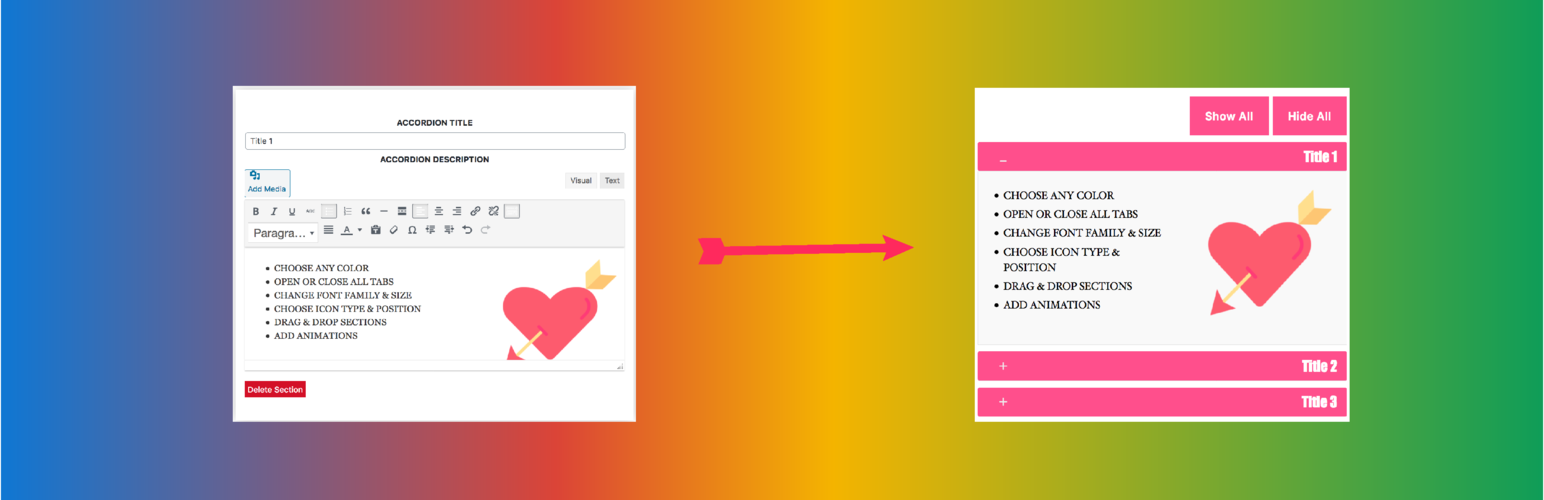 ACCORDION TITLE
Title 1
ACCORDION DESCRIPTION
Add Media
Visual Text
B I U ABC
Paragra...
A Ω
• CHOOSE ANY COLOR
• OPEN OR CLOSE ALL TABS
• CHANGE FONT FAMILY & SIZE
• CHOOSE ICON TYPE & POSITION
• DRAG & DROP SECTIONS
• ADD ANIMATIONS
Delete Section
Show All Hide All
_ Title 1
• CHOOSE ANY COLOR
• OPEN OR CLOSE ALL TABS
• CHANGE FONT FAMILY & SIZE
• CHOOSE ICON TYPE &
POSITION
• DRAG & DROP SECTIONS
• ADD ANIMATIONS
+ Title 2
+ Title 3